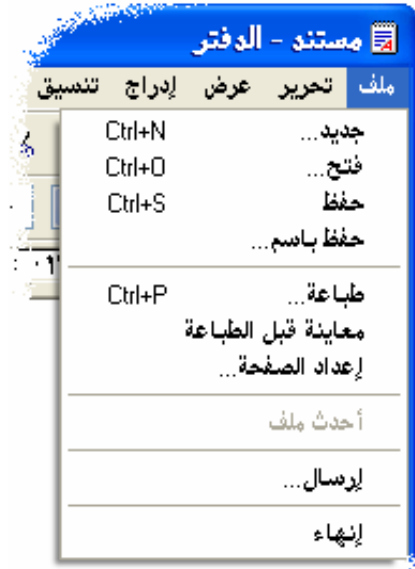 مستند - الدفتر
ملف تحرير عرض إدراج تنسيق
جديد... Ctrl+N
فتح... Ctrl+O
حفظ Ctrl+S
حفظ باسم...
طباعة... Ctrl+P
معاينة قبل الطباعة
إعداد الصفحة...
أحدث ملف
إرسال...
إنهاء